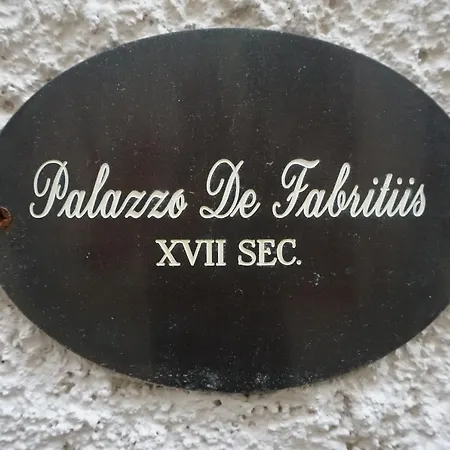 Palazzo De Fabritiis
XVII SEC.